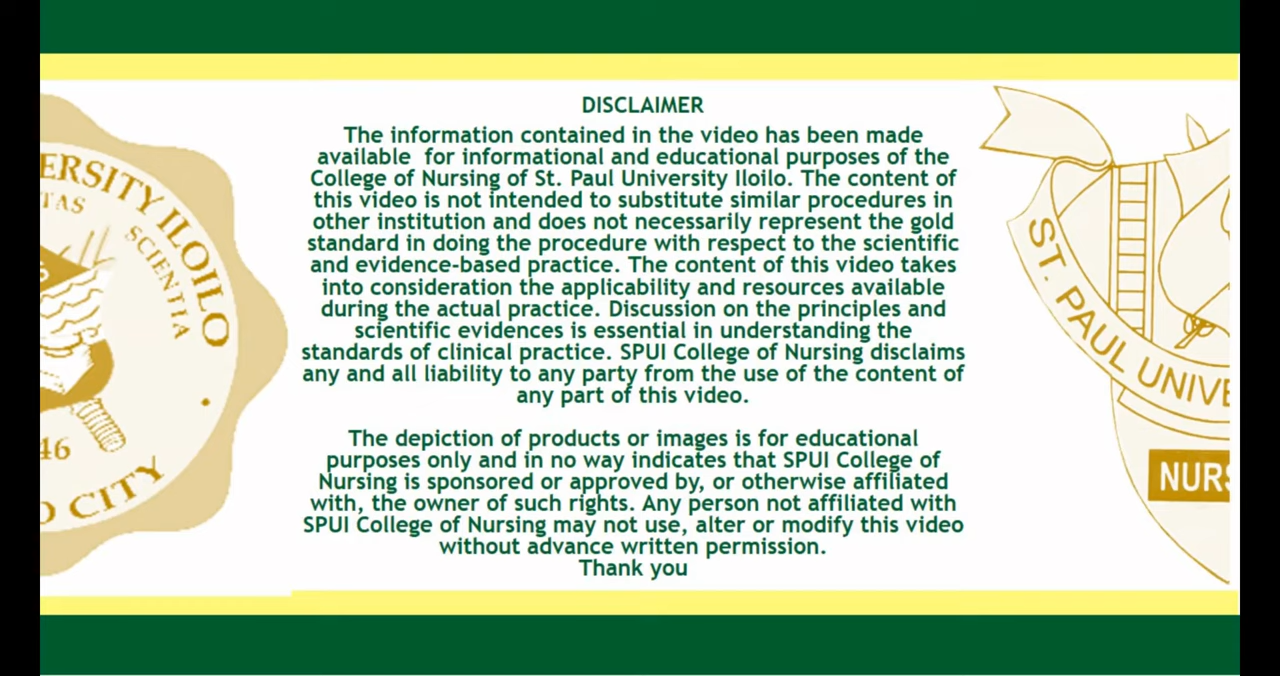 DISCLAIMER
The information contained in the video has been made
available for informational and educational purposes of the
College of Nursing of St. Paul University Iloilo. The content of
this video is not intended to substitute similar procedures in
other institution and does not necessarily represent the gold
standard in doing the procedure with respect to the scientific
and evidence-based practice. The content of this video takes
into consideration the applicability and resources available
during the actual practice. Discussion on the principles and
scientific evidences is essential in understanding the
standards of clinical practice. SPUI College of Nursing disclaims
any and all liability to any party from the use of the content of
any part of this video.
The depiction of products or images is for educational
purposes only and in no way indicates that SPUI College of
Nursing is sponsored or approved by, or otherwise affiliated
with, the owner of such rights. Any person not affiliated with
SPUI College of Nursing may not use, alter or modify this video
without advance written permission.
Thank you
ERSITY ILOILO
TAS
SCIENTIA
46
O CITY
ST. PAUL UNIVE
NURS